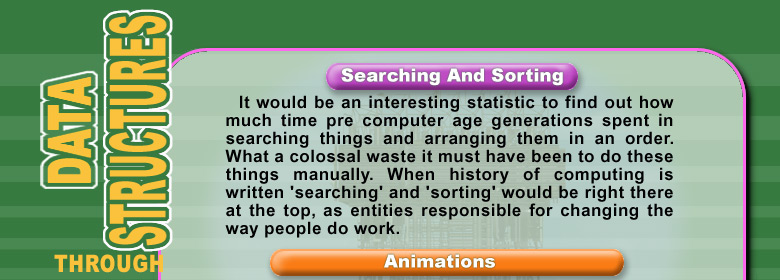 DATA
STRUCTURES
THROUGH
Searching And Sorting
It would be an interesting statistic to find out how
much time pre computer age generations spent in
searching things and arranging them in an order.
What a colossal waste it must have been to do these
things manually. When history of computing is
written 'searching' and 'sorting' would be right there
at the top, as entities responsible for changing the
way people do work.
Animations